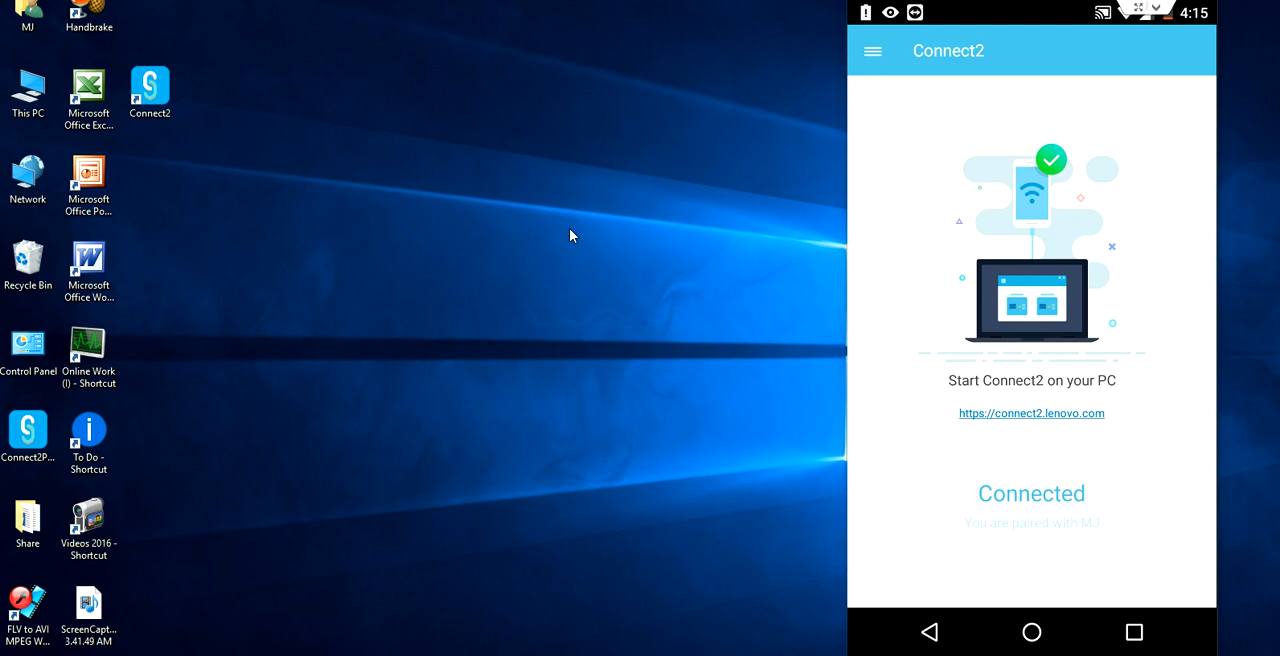 MJ
Handbrake
This PC
Microsoft
Office Exc...
Connect2
Network
Microsoft
Office Po...
Recycle Bin
Microsoft
Office Wo...
Control Panel
Online Work
(I) - Shortcut
Connect2P...
To Do -
Shortcut
Share
Videos 2016 -
Shortcut
FLV to AVI
MPEG W...
ScreenCapt...
3.41.49 AM
4:15
Connect2
Start Connect2 on your PC
https://connect2.lenovo.com
Connected
You are paired with MJ